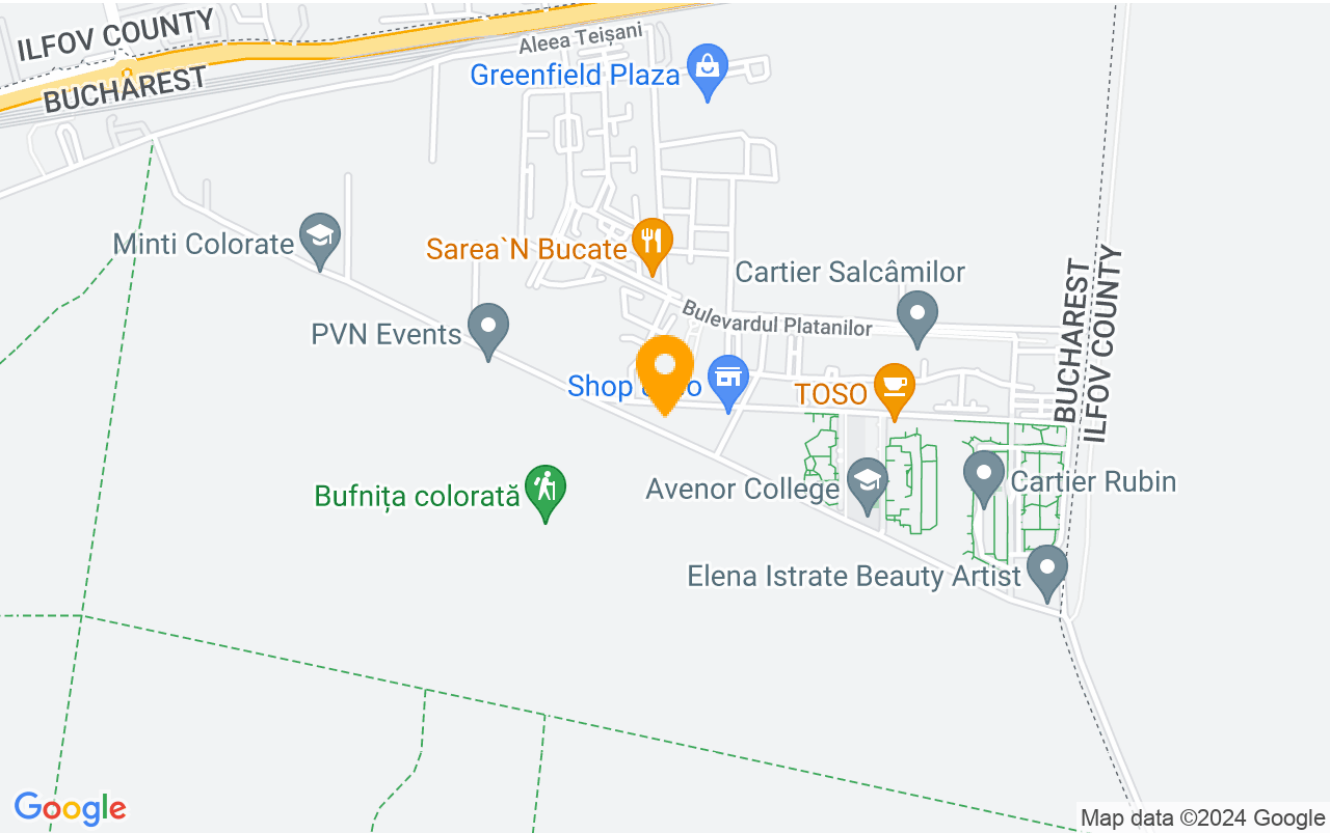 ILFOV COUNTY
BUCHAREST
Aleea Teișani
Greenfield Plaza
Minti Colorate
Sarea`N Bucate
Cartier Salcâmilor
BUCHAREST
ILFOV COUNTY
Bulevardul Platanilor
PVN Events
Shop
TOSO
Bufnița colorată
Avenor College
Cartier Rubin
Elena Istrate Beauty Artist
Google
Map data ©2024 Google